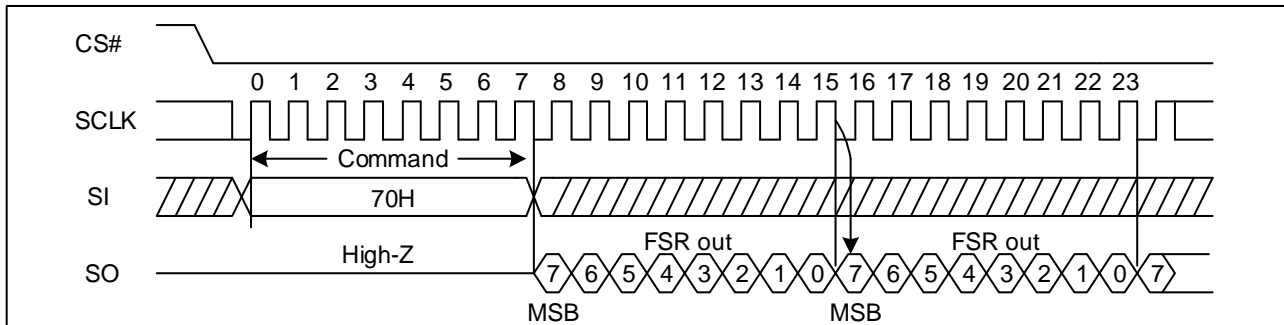 CS#
0 1 2 3 4 5 6 7 8 9 10 11 12 13 14 15 16 17 18 19 20 21 22 23
SCLK
Command
SI
70H
High-Z
FSR out
FSR out
SO
7 6 5 4 3 2 1 0 7 6 5 4 3 2 1 0 7
MSB
MSB